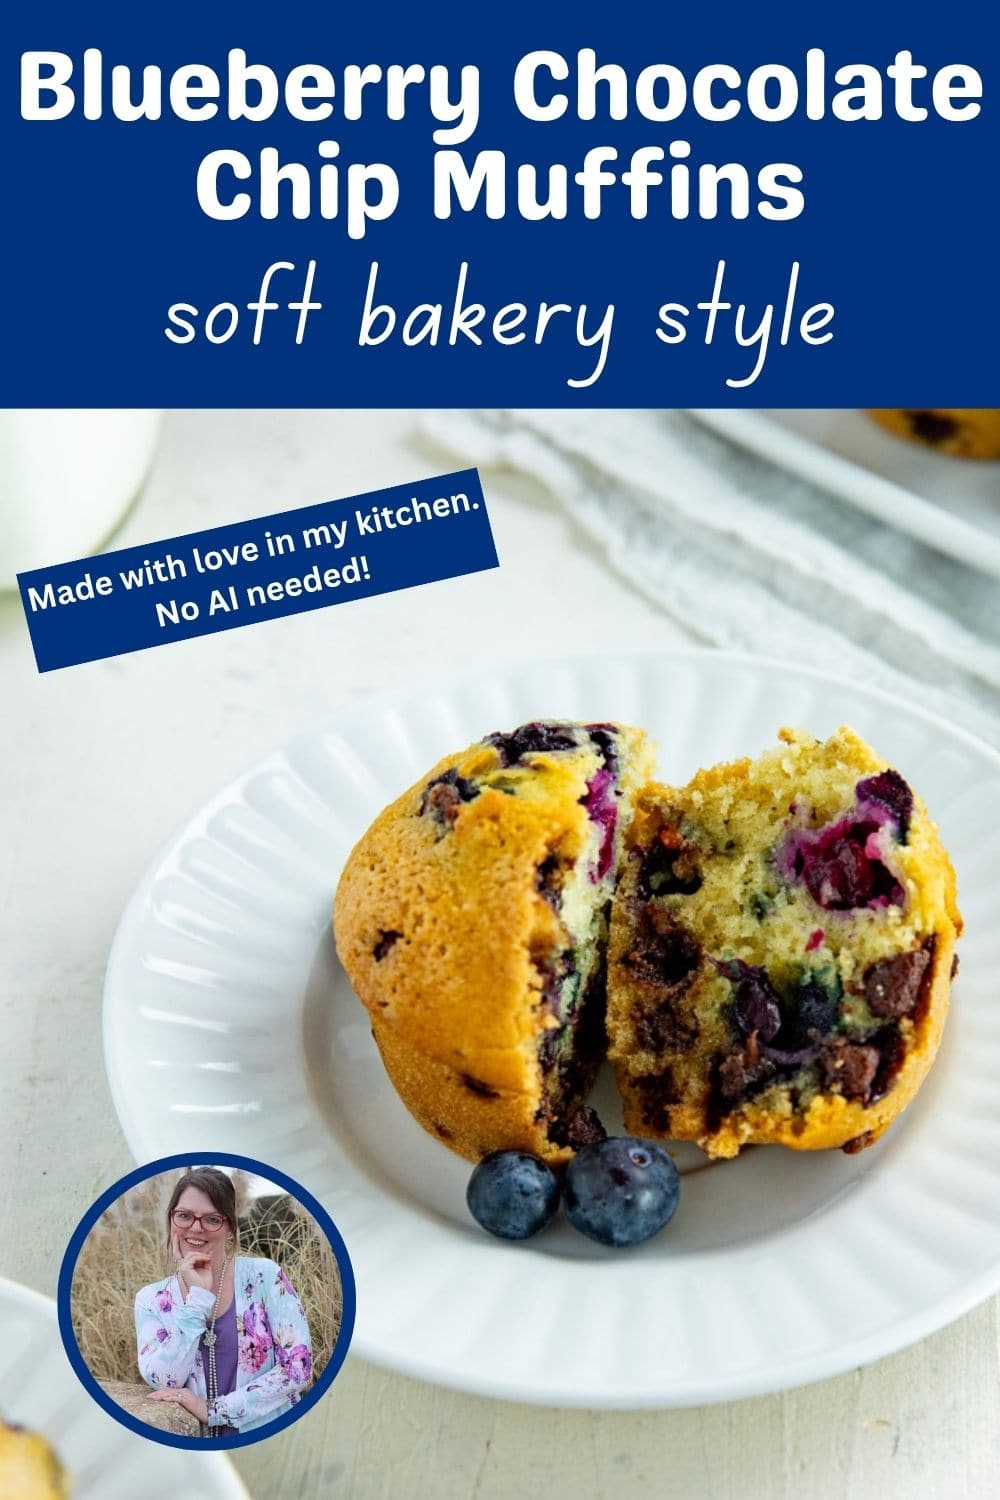 Blueberry Chocolate
Chip Muffins
soft bakery style
Made with love in my kitchen.
No AI needed!